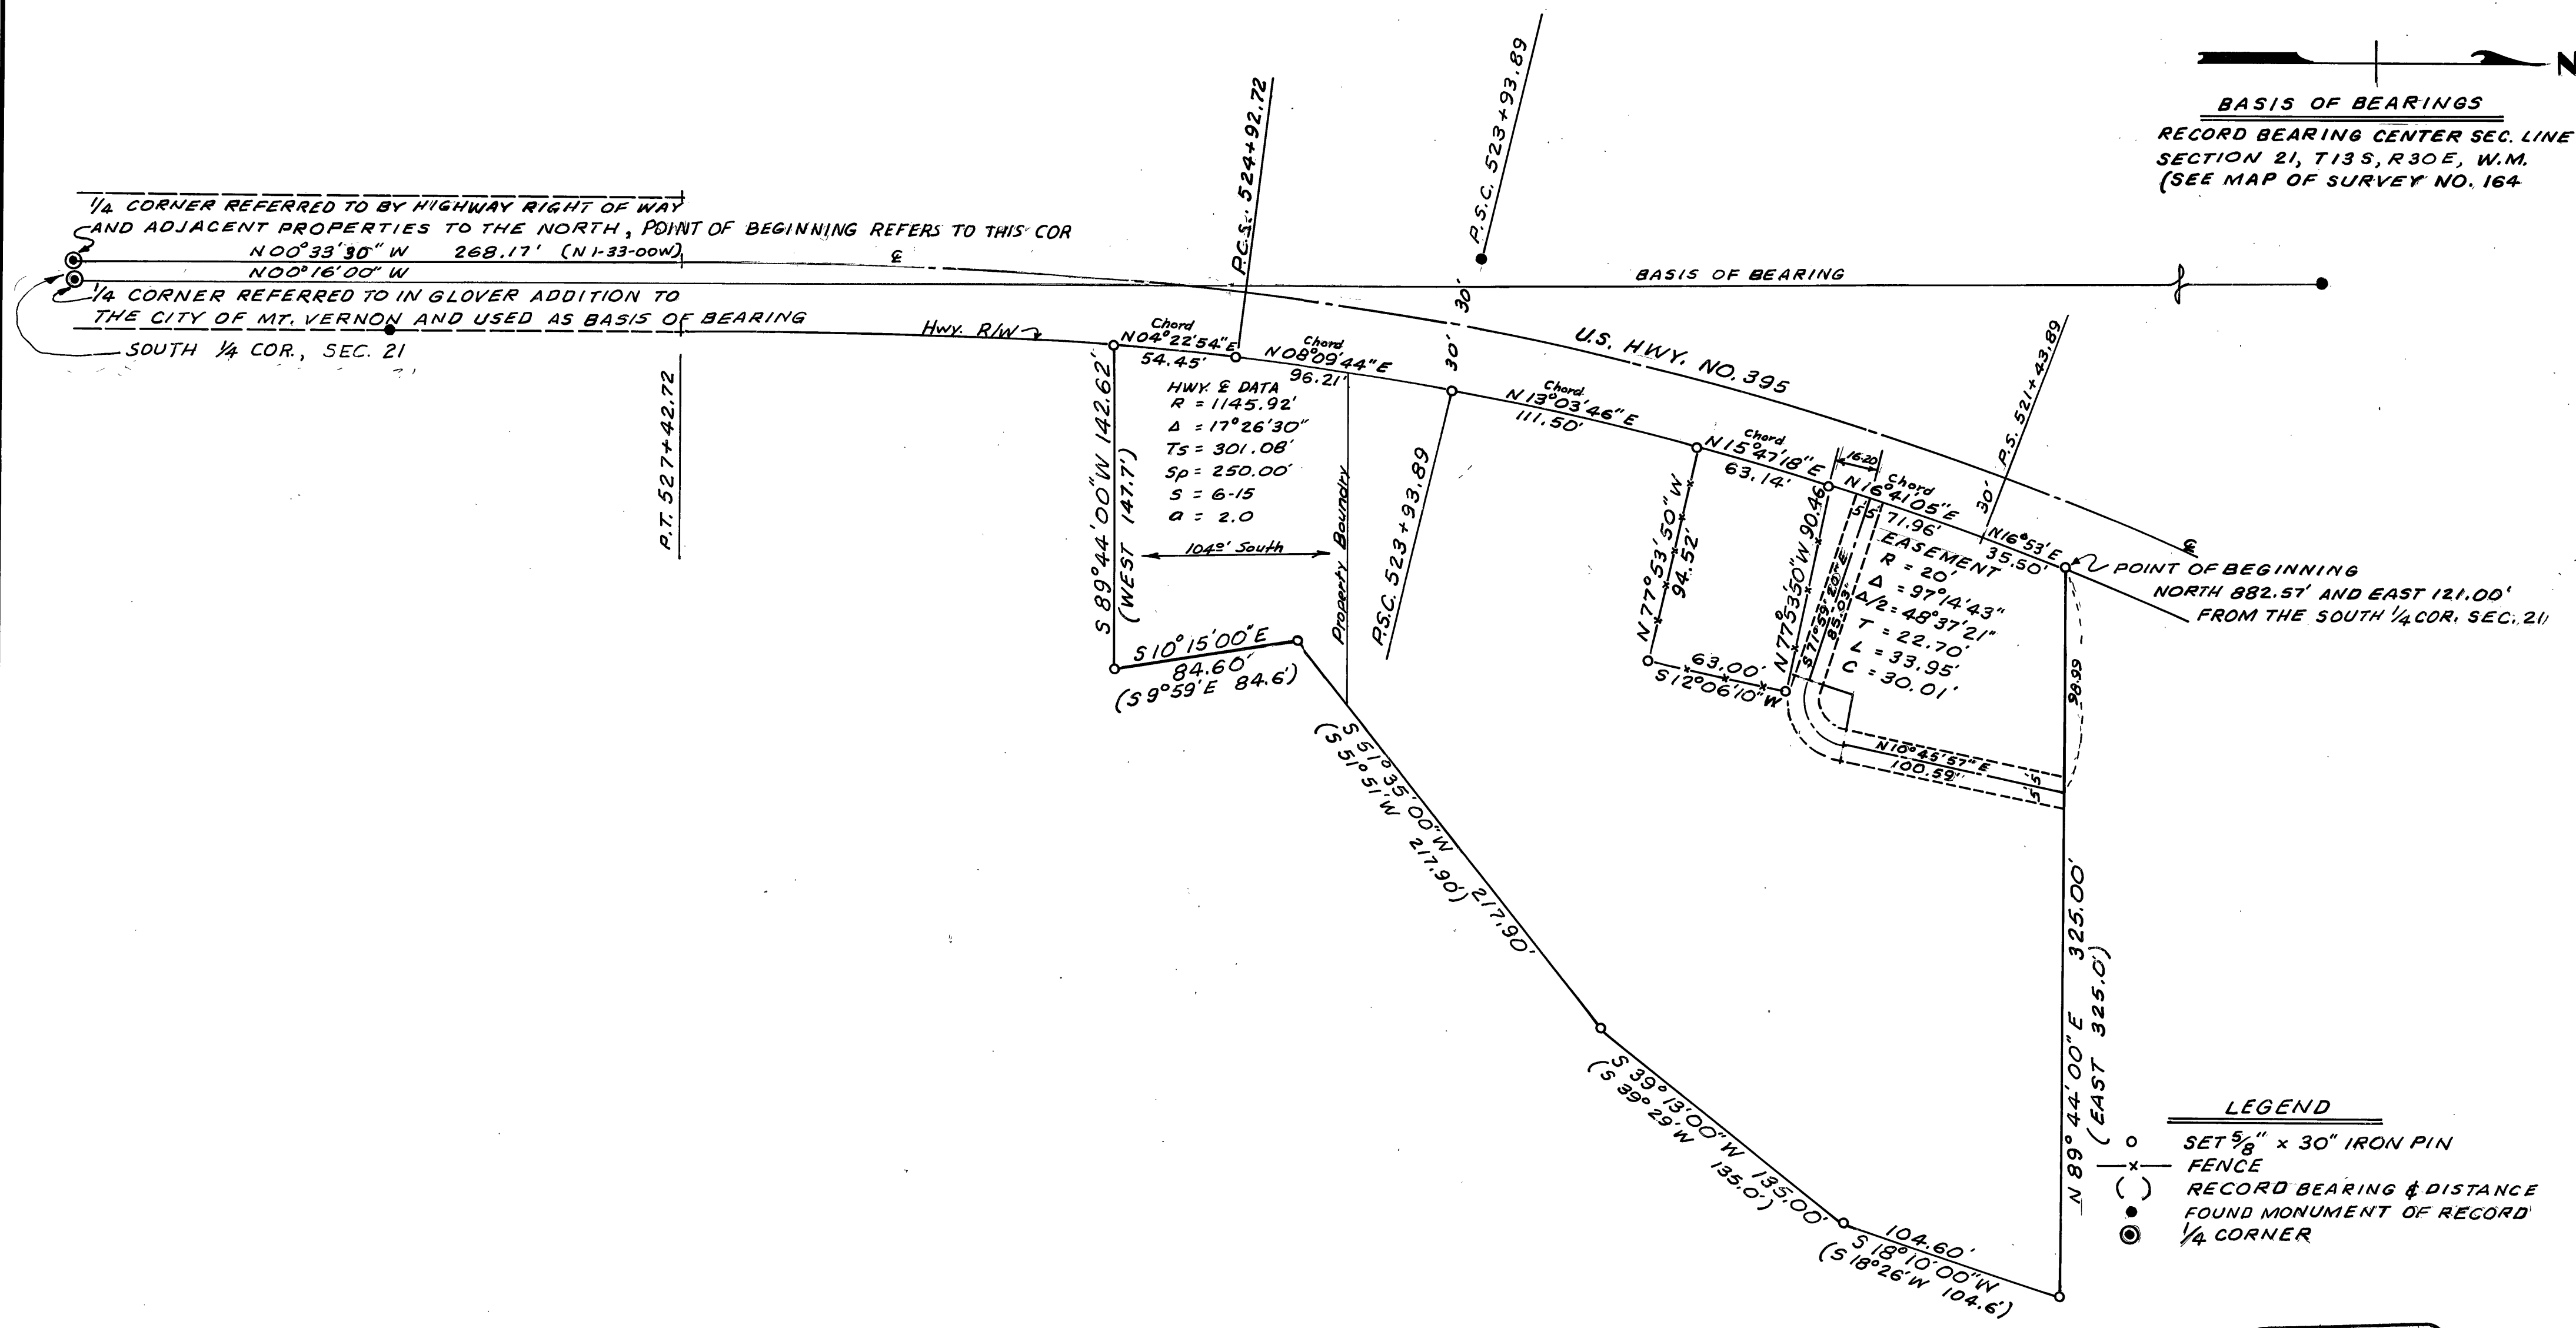 N
BASIS OF BEARINGS
RECORD BEARING CENTER SEC. LINE
SECTION 21, T13S, R30E, W.M.
(SEE MAP OF SURVEY NO. 164
1/4 CORNER REFERRED TO BY HIGHWAY RIGHT OF WAY
AND ADJACENT PROPERTIES TO THE NORTH, POINT OF BEGINNING REFERS TO THIS COR
N00°33'30" W 268.17' (N1-33-00W)
N00°16'00" W
1/4 CORNER REFERRED TO IN GLOVER ADDITION TO
THE CITY OF MT. VERNON AND USED AS BASIS OF BEARING
SOUTH 1/4 COR., SEC. 21
℄
BASIS OF BEARING
Hwy. R/W
P.T. 527+42.72
P.C.S. 524+92.72
P.S.C. 523+93.89
30'
30'
U.S. HWY. NO. 395
P.S. 521+43.89
30'
℄
Chord
N04°22'54"E
54.45'
Chord
N08°09'44"E
96.21'
Chord
N13°03'46"E
111.50'
Chord
N15°47'18"E
63.14'
16.20
Chord
N16°41'05"E
71.96'
N16°53'E
35.50'
HWY. ℄ DATA
R = 1145.92'
Δ = 17°26'30"
Ts = 301.08'
Sp = 250.00'
S = 6-15
a = 2.0
104.0' South
Property Boundry
P.S.C. 523+93.89
S 89°44'00"W 142.62'
(WEST 147.7')
S10°15'00"E
84.60'
(S9°59'E 84.6')
N77°53'50"W
94.52'
63.00'
S12°06'10"W
N77°53'50"W 90.46
5' 5'
S71°59'20"E
85.03'
EASEMENT
R = 20'
Δ = 97°14'43"
Δ/2 = 48°37'21"
T = 22.70'
L = 33.95'
C = 30.01'
N10°45'57"E
100.59'
5' 5'
98.99
POINT OF BEGINNING
NORTH 882.57' AND EAST 121.00'
FROM THE SOUTH 1/4 COR. SEC. 21
S 51°35'00"W 217.90'
(S 51°51'W 217.90')
S 39°13'00"W 135.00'
(S 39°29'W 135.0')
104.60'
S 18°10'00"W
(S 18°26'W 104.6')
N 89°44'00"E 325.00'
(EAST 325.0')
LEGEND
SET 5/8" x 30" IRON PIN
FENCE
( ) RECORD BEARING & DISTANCE
FOUND MONUMENT OF RECORD
1/4 CORNER